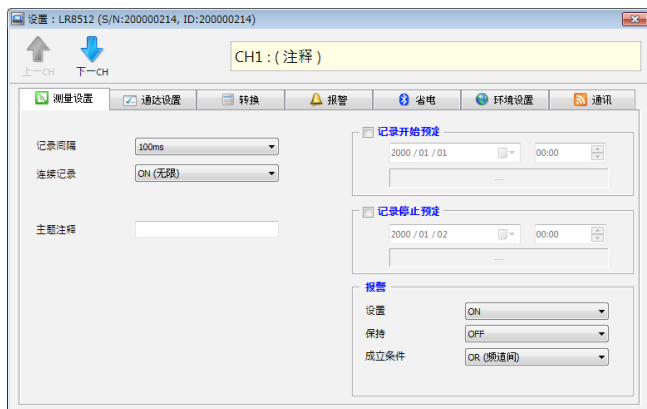 设置 : LR8512 (S/N:200000214, ID:200000214)
上一CH 下一CH CH1 : ( 注释 )
测量设置 通达设置 转换 报警 省电 环境设置 通讯
记录间隔 100ms
连接记录 ON (无限)
主题注释
记录开始预定
2000 / 01 / 01 00:00
---
记录停止预定
2000 / 01 / 02 00:00
---
报警
设置 ON
保持 OFF
成立条件 OR (频道间)